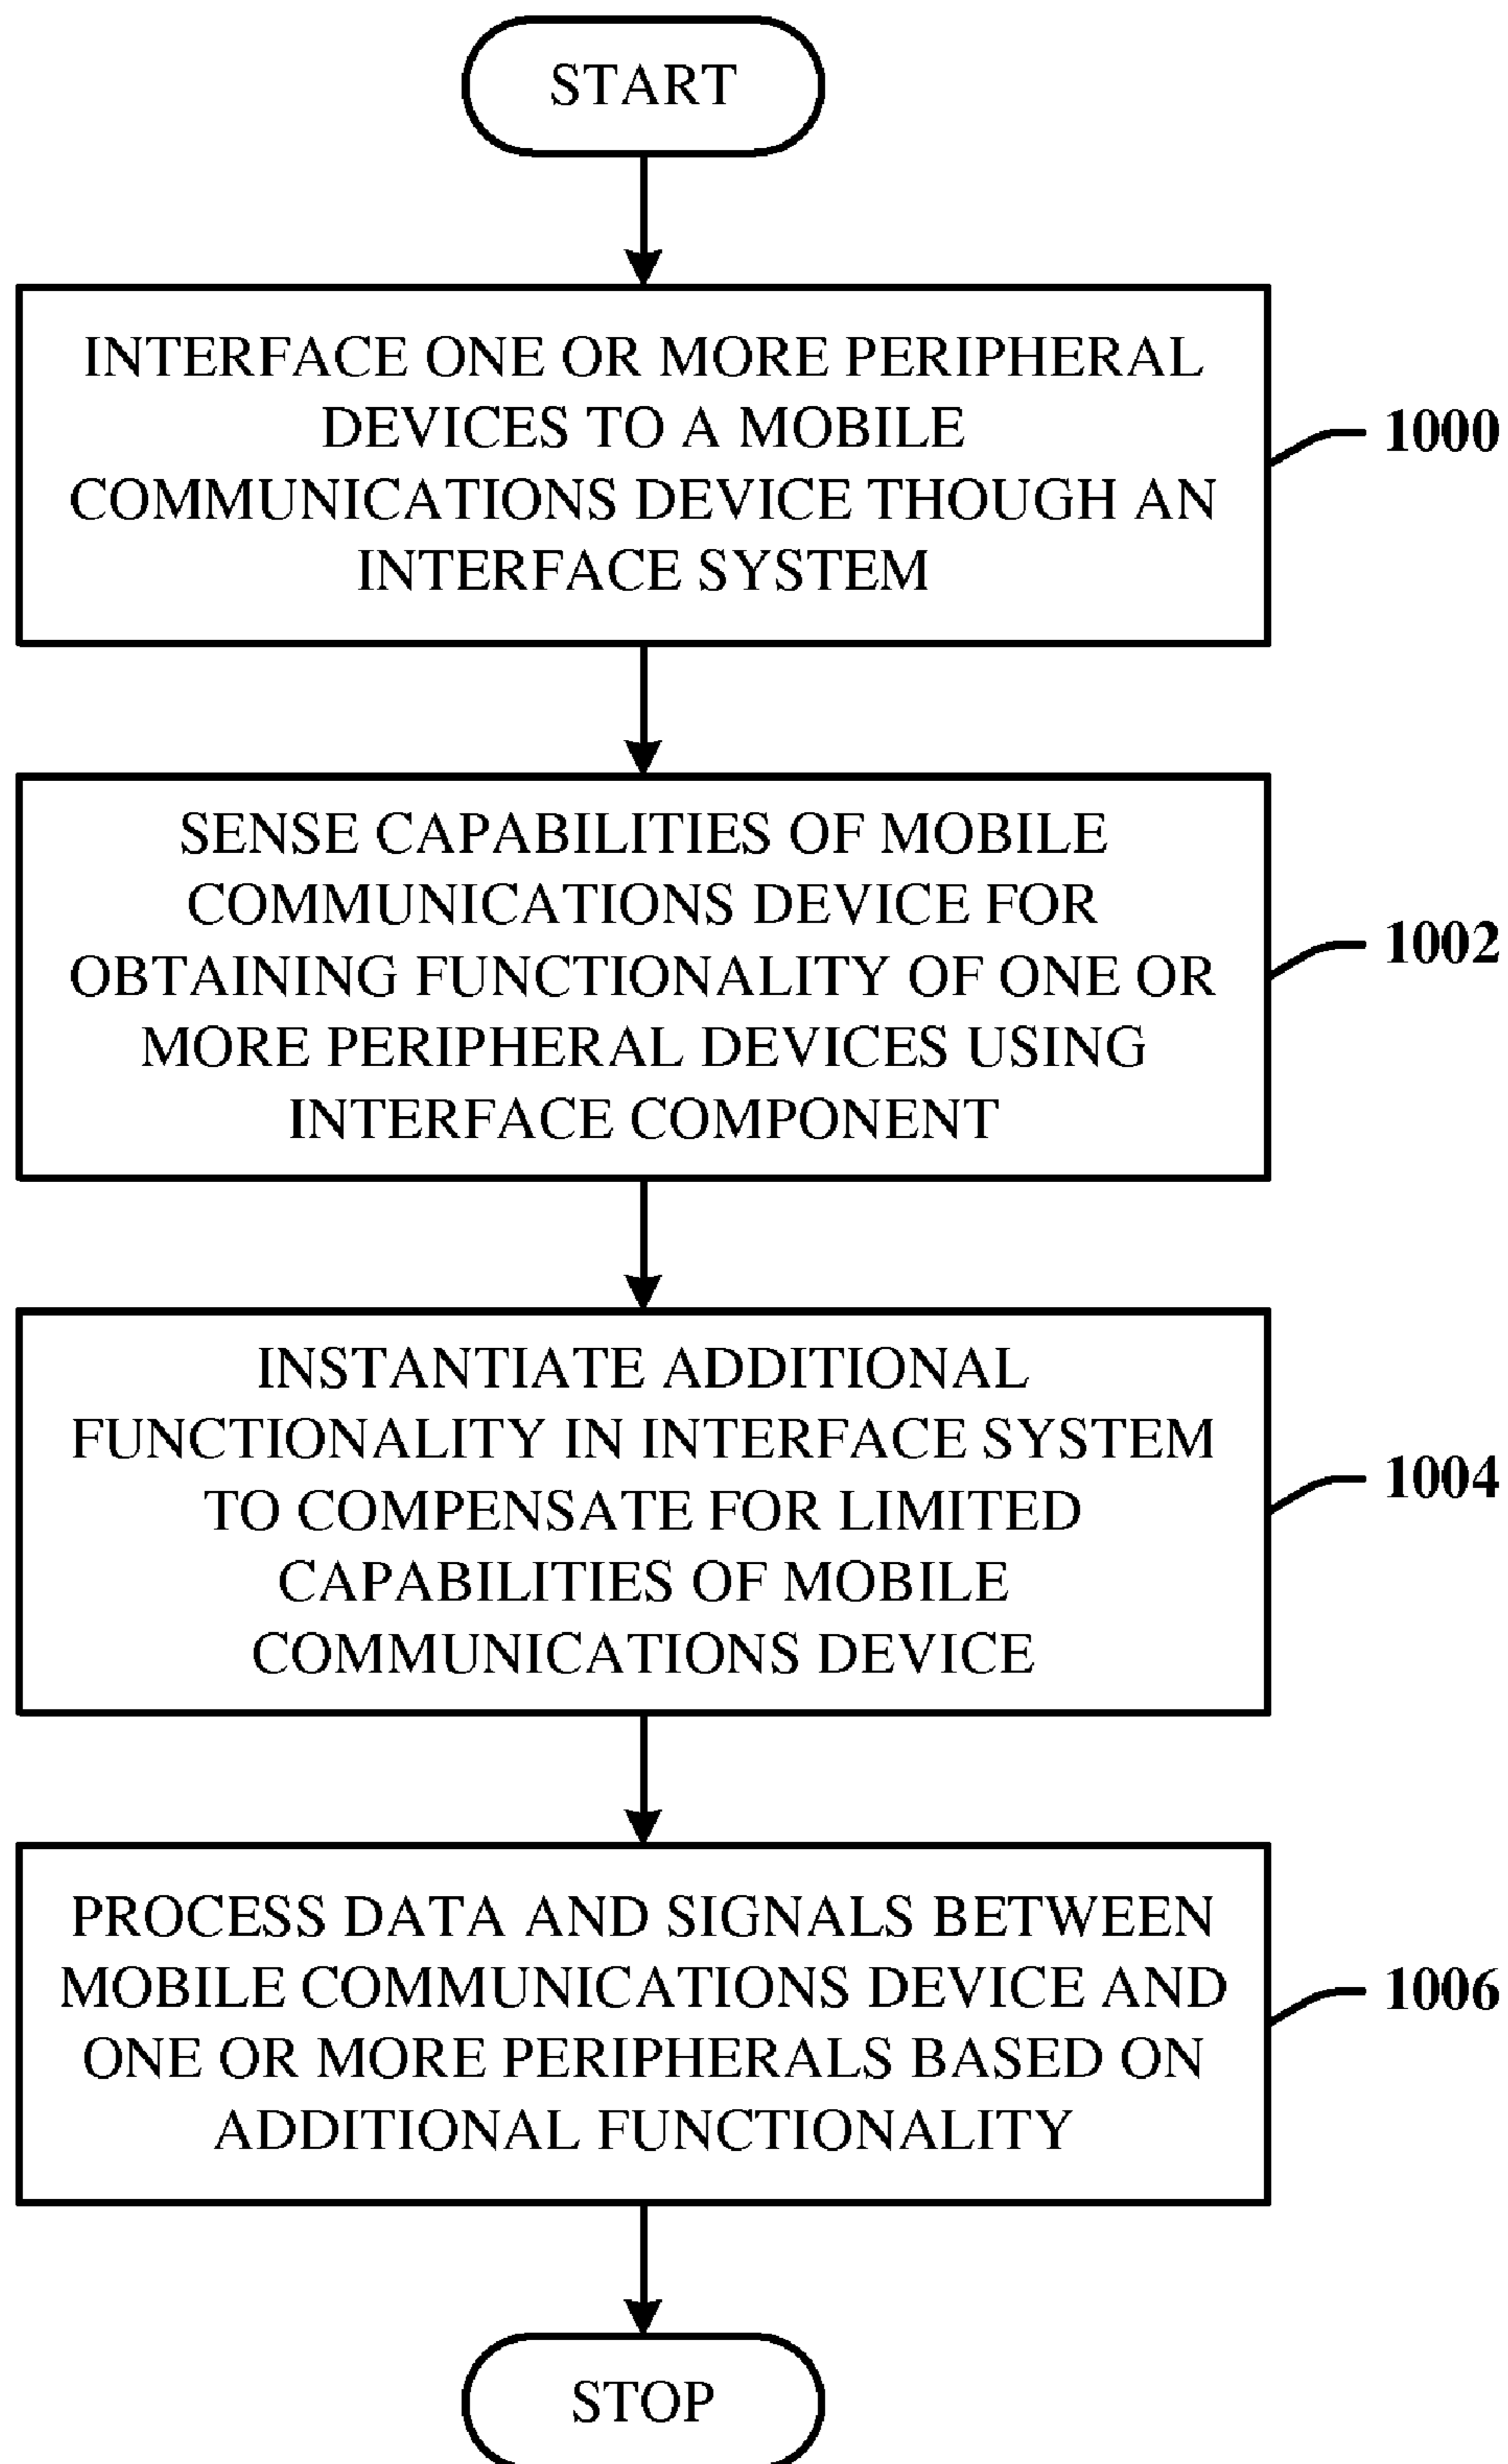 START
INTERFACE ONE OR MORE PERIPHERAL
DEVICES TO A MOBILE
COMMUNICATIONS DEVICE THOUGH AN
INTERFACE SYSTEM
1000
SENSE CAPABILITIES OF MOBILE
COMMUNICATIONS DEVICE FOR
OBTAINING FUNCTIONALITY OF ONE OR
MORE PERIPHERAL DEVICES USING
INTERFACE COMPONENT
1002
INSTANTIATE ADDITIONAL
FUNCTIONALITY IN INTERFACE SYSTEM
TO COMPENSATE FOR LIMITED
CAPABILITIES OF MOBILE
COMMUNICATIONS DEVICE
1004
PROCESS DATA AND SIGNALS BETWEEN
MOBILE COMMUNICATIONS DEVICE AND
ONE OR MORE PERIPHERALS BASED ON
ADDITIONAL FUNCTIONALITY
1006
STOP